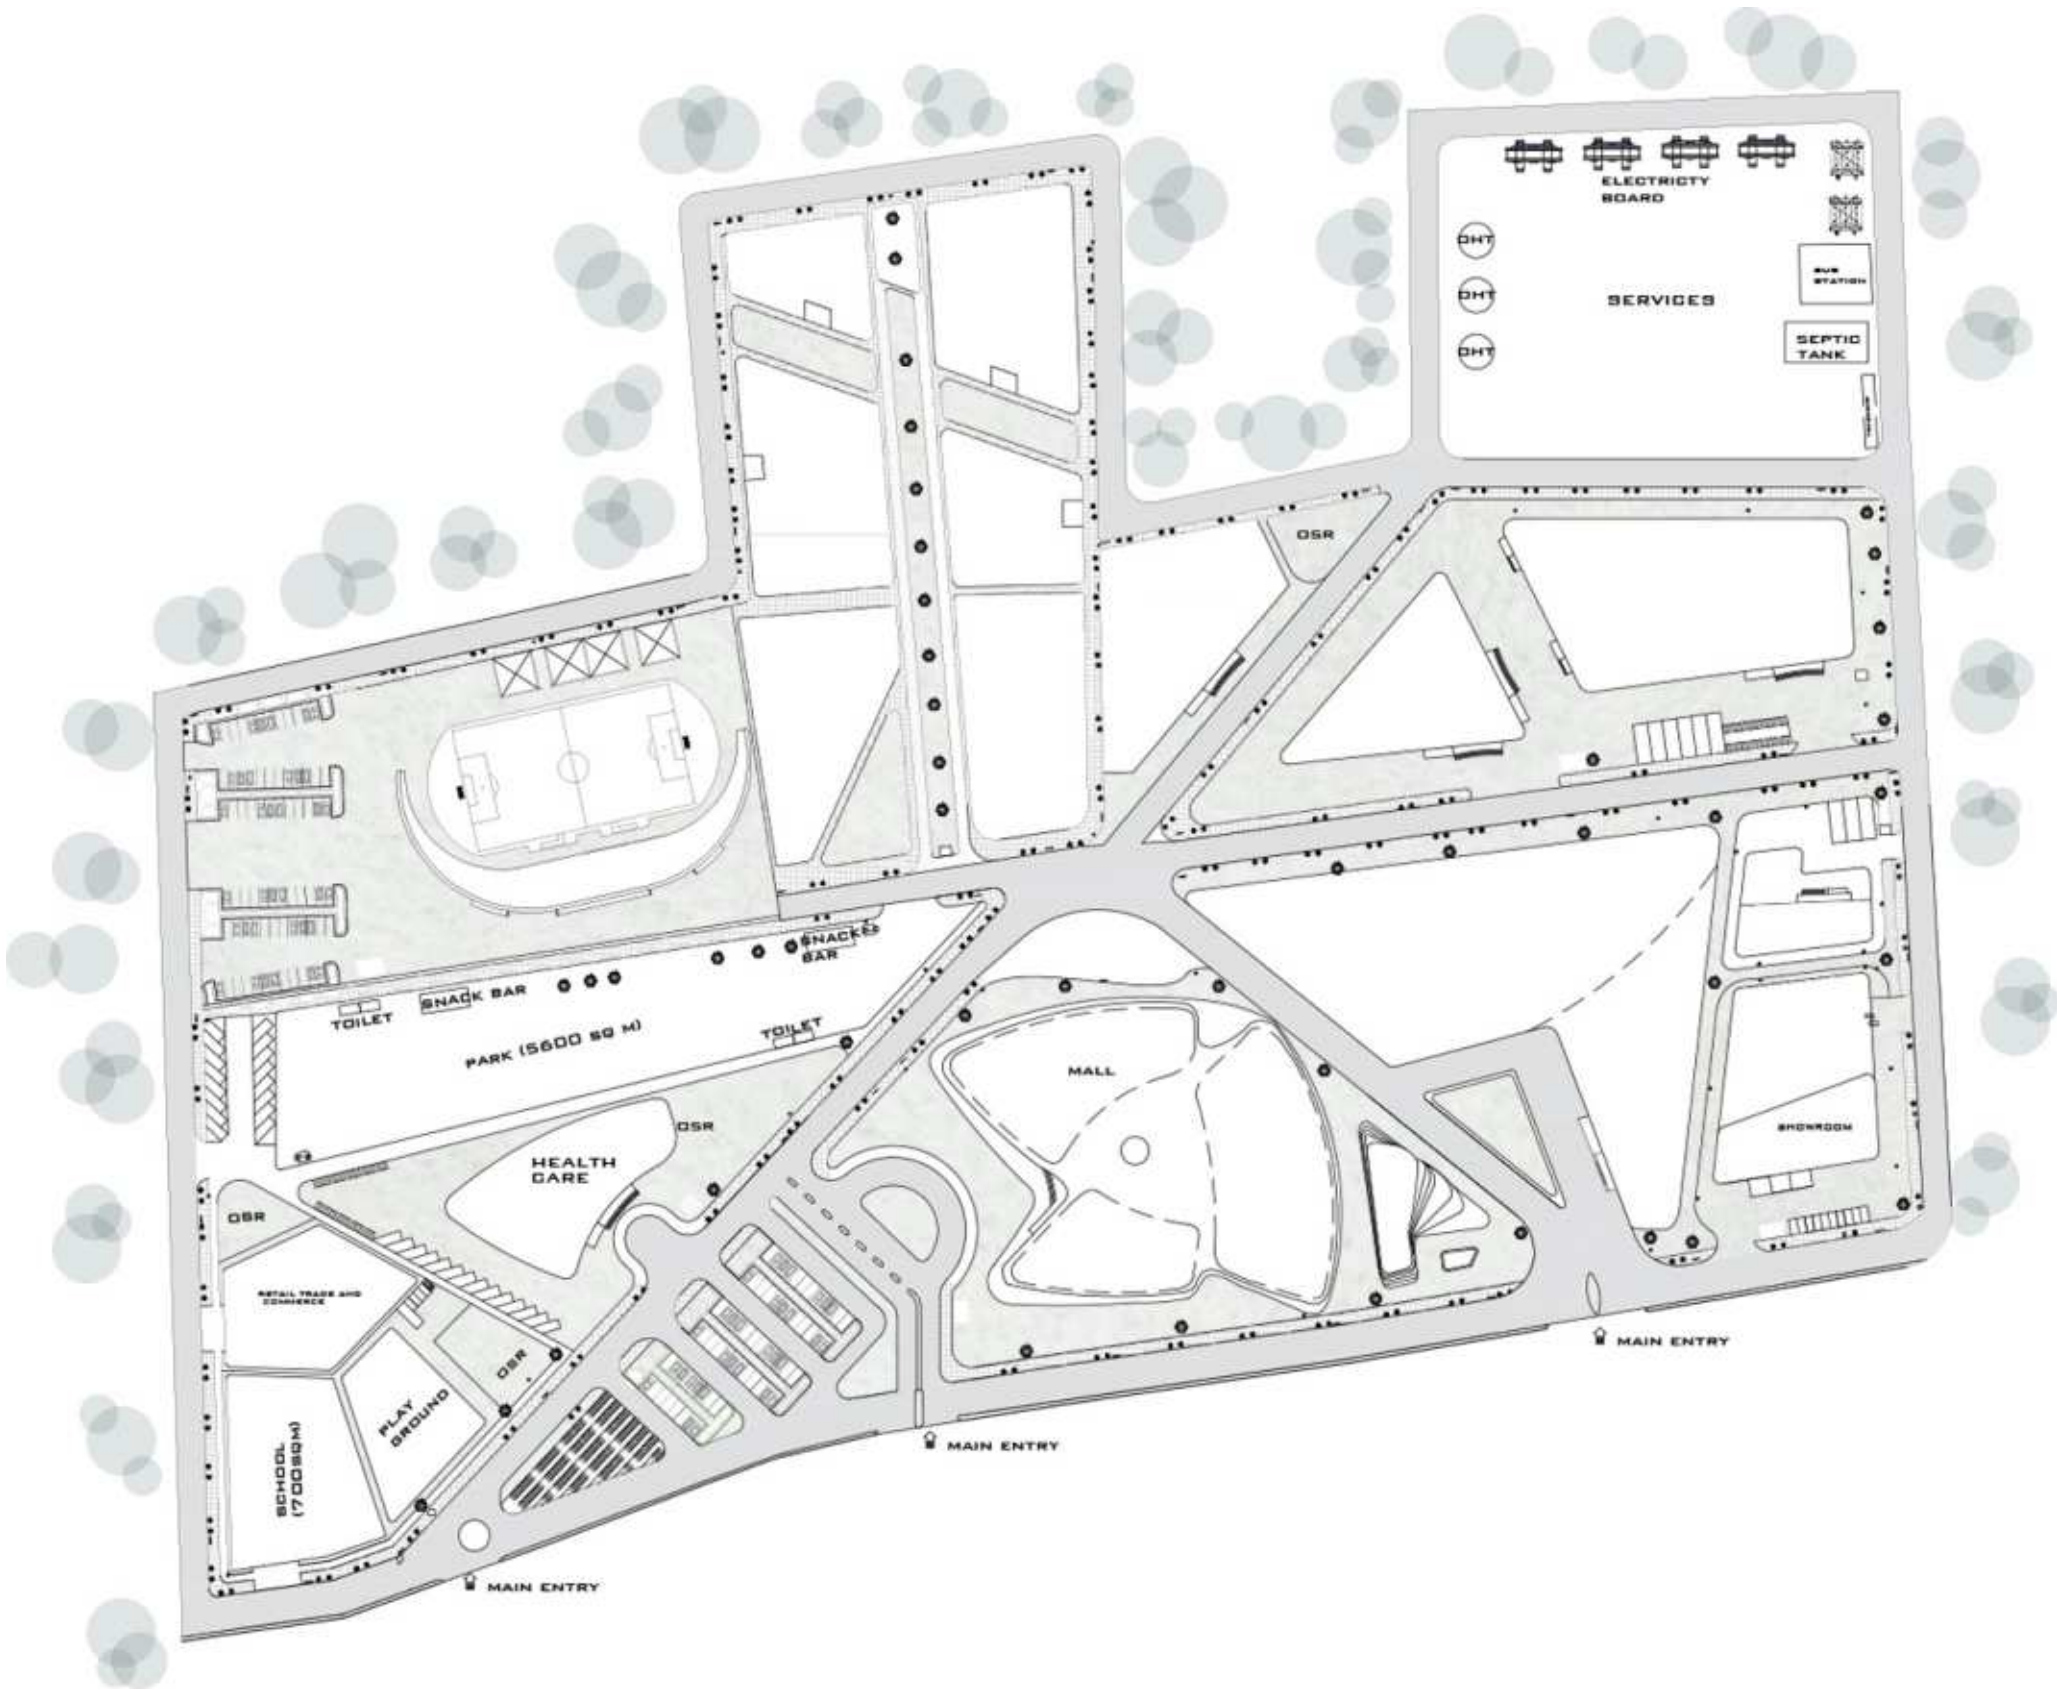 ELECTRICTY
BOARD
OHT
SUB
STATION
OHT
SERVICES
SEPTIC
TANK
OHT
OSR
SNACK
BAR
SNACK BAR
TOILET
TOILET
PARK (5600 SQ M)
MALL
OSR
SHOWROOM
HEALTH
CARE
OSR
RETAIL TRADE AND
COMMERCE
MAIN ENTRY
OSR
PLAY
GROUND
SCHOOL
(700SQM)
MAIN ENTRY
MAIN ENTRY